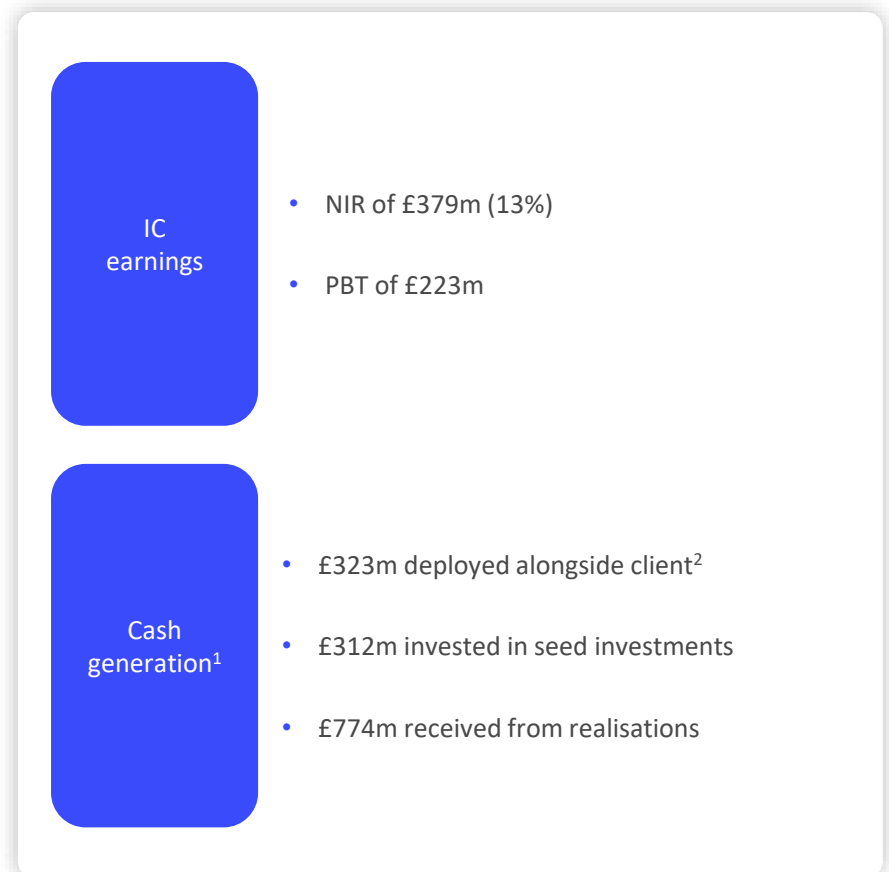 IC
earnings
• NIR of £379m (13%)
• PBT of £223m
Cash
generation¹
• £323m deployed alongside client²
• £312m invested in seed investments
• £774m received from realisations